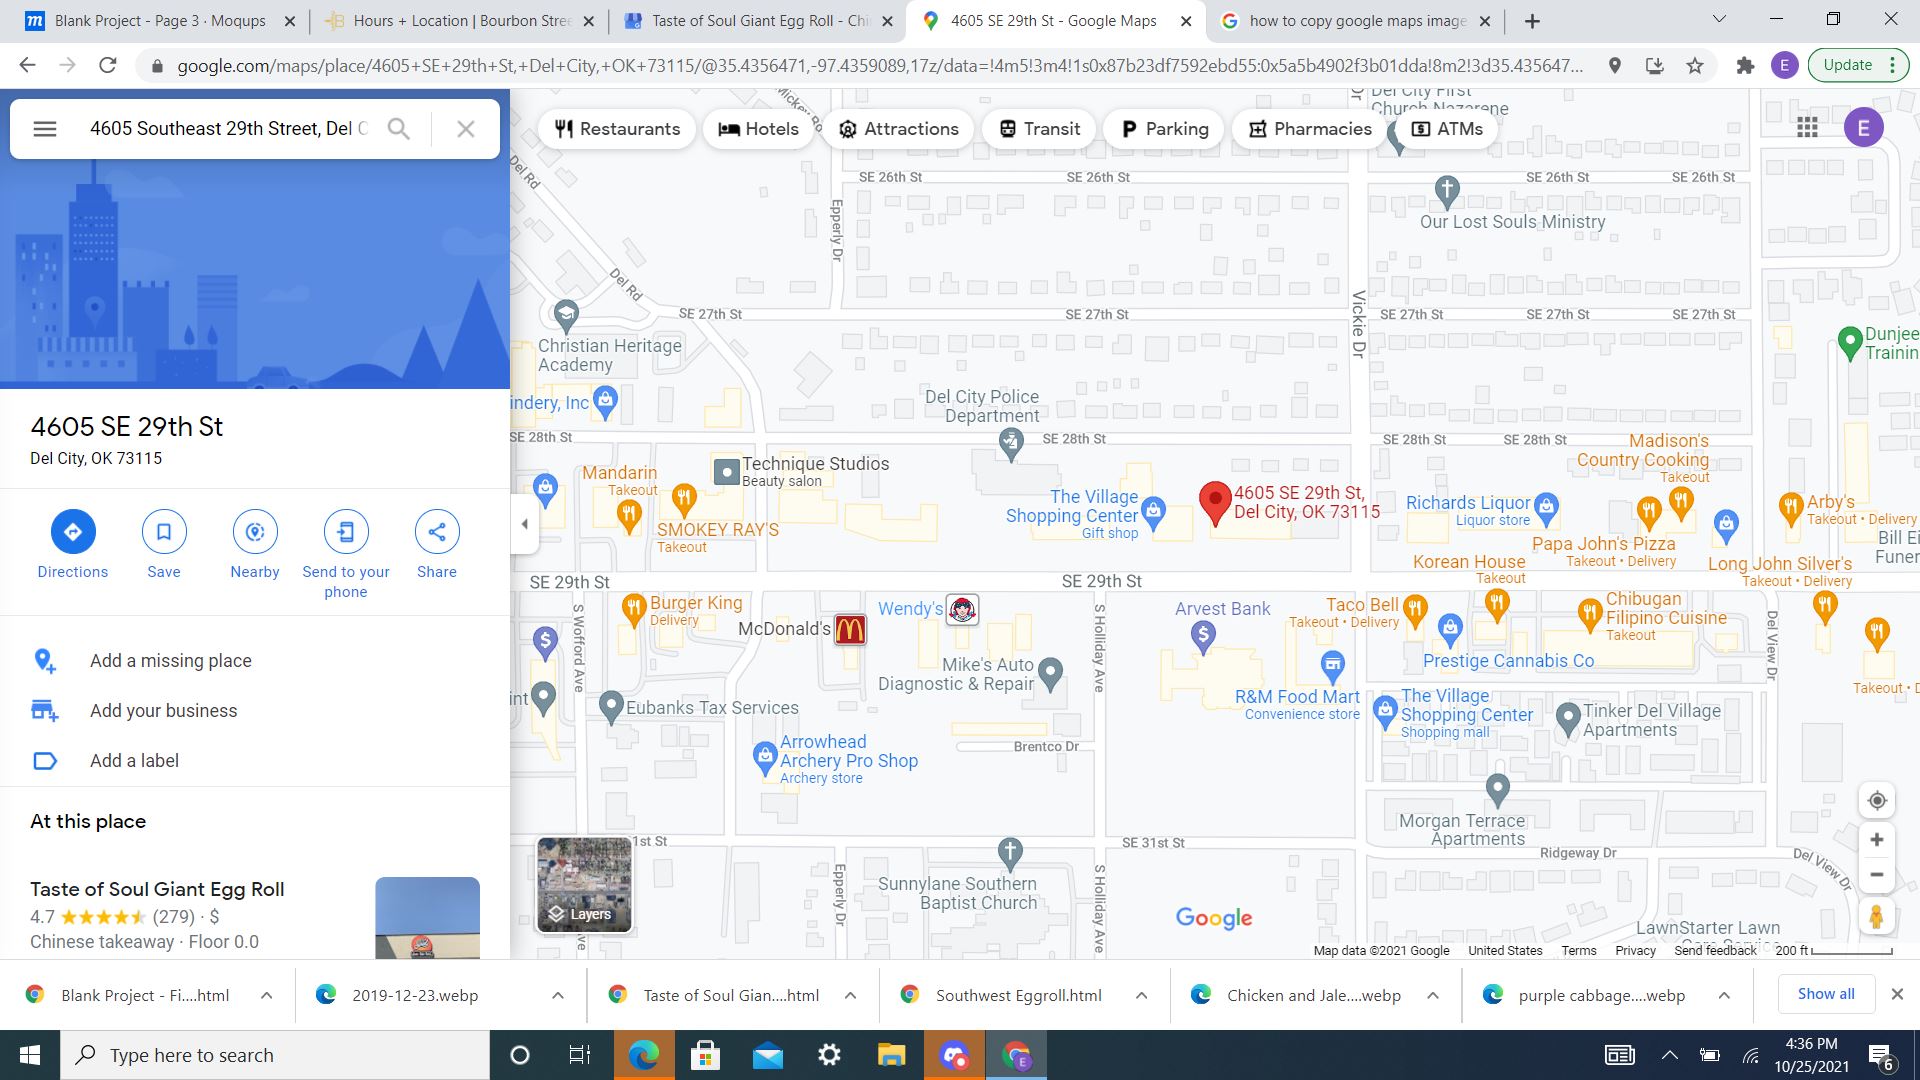 Blank Project - Page 3 · Moqups
Hours + Location | Bourbon Stree
Taste of Soul Giant Egg Roll - Chi
4605 SE 29th St - Google Maps
how to copy google maps image
google.com/maps/place/4605+SE+29th+St,+Del+City,+OK+73115/@35.4356471,-97.4359089,17z/data=!4m5!3m4!1s0x87b23df7592ebd55:0x5a5b4902f3b01dda!8m2!3d35.435647...
E
Update
4605 Southeast 29th Street, Del C
Restaurants
Hotels
Attractions
Transit
Parking
Pharmacies
ATMs
E
4605 SE 29th St
Del City, OK 73115
Directions
Save
Nearby
Send to your
phone
Share
Add a missing place
Add your business
Add a label
At this place
Taste of Soul Giant Egg Roll
4.7 (279) · $
Chinese takeaway · Floor 0.0
Mickey Ro
Dr
Del City First
Church Nazarene
Del Rd
SE 26th St
SE 26th St
SE 26th St
SE 26th St
Epperly Dr
Our Lost Souls Ministry
Del Rd
SE 27th St
SE 27th St
SE 27th St
SE 27th St
SE 27th St
Vickie Dr
Christian Heritage
Academy
Dunjee
Trainin
indery, Inc
Del City Police
Department
SE 28th St
SE 28th St
SE 28th St
SE 28th St
Madison's
Country Cooking
Takeout
Mandarin
Takeout
Technique Studios
Beauty salon
SMOKEY RAY'S
Takeout
The Village
Shopping Center
Gift shop
4605 SE 29th St,
Del City, OK 73115
Richards Liquor
Liquor store
Papa John's Pizza
Takeout • Delivery
Arby's
Takeout • Delivery
Bill Ei
Funer
Korean House
Takeout
Long John Silver's
Takeout • Delivery
SE 29th St
SE 29th St
S Wofford Ave
Burger King
Delivery
McDonald's
Wendy's
S Holliday Ave
Arvest Bank
Taco Bell
Takeout • Delivery
Chibugan
Filipino Cuisine
Takeout
Del View Dr
Prestige Cannabis Co
Mike's Auto
Diagnostic & Repair
int
Eubanks Tax Services
R&M Food Mart
Convenience store
The Village
Shopping Center
Shopping mall
Tinker Del Village
Apartments
Takeout • D
Arrowhead
Archery Pro Shop
Archery store
Brentco Dr
Morgan Terrace
Apartments
1st St
SE 31st St
Ridgeway Dr
Del View Dr
Epperly Dr
Sunnylane Southern
Baptist Church
S Holliday Ave
ve
Layers
Google
LawnStarter Lawn
Care Service
Map data ©2021 Google
United States
Terms
Privacy
Send feedback
200 ft
Blank Project - Fi....html
2019-12-23.webp
Taste of Soul Gian....html
Southwest Eggroll.html
Chicken and Jale....webp
purple cabbage....webp
Show all
Type here to search
E
4:36 PM
10/25/2021
6